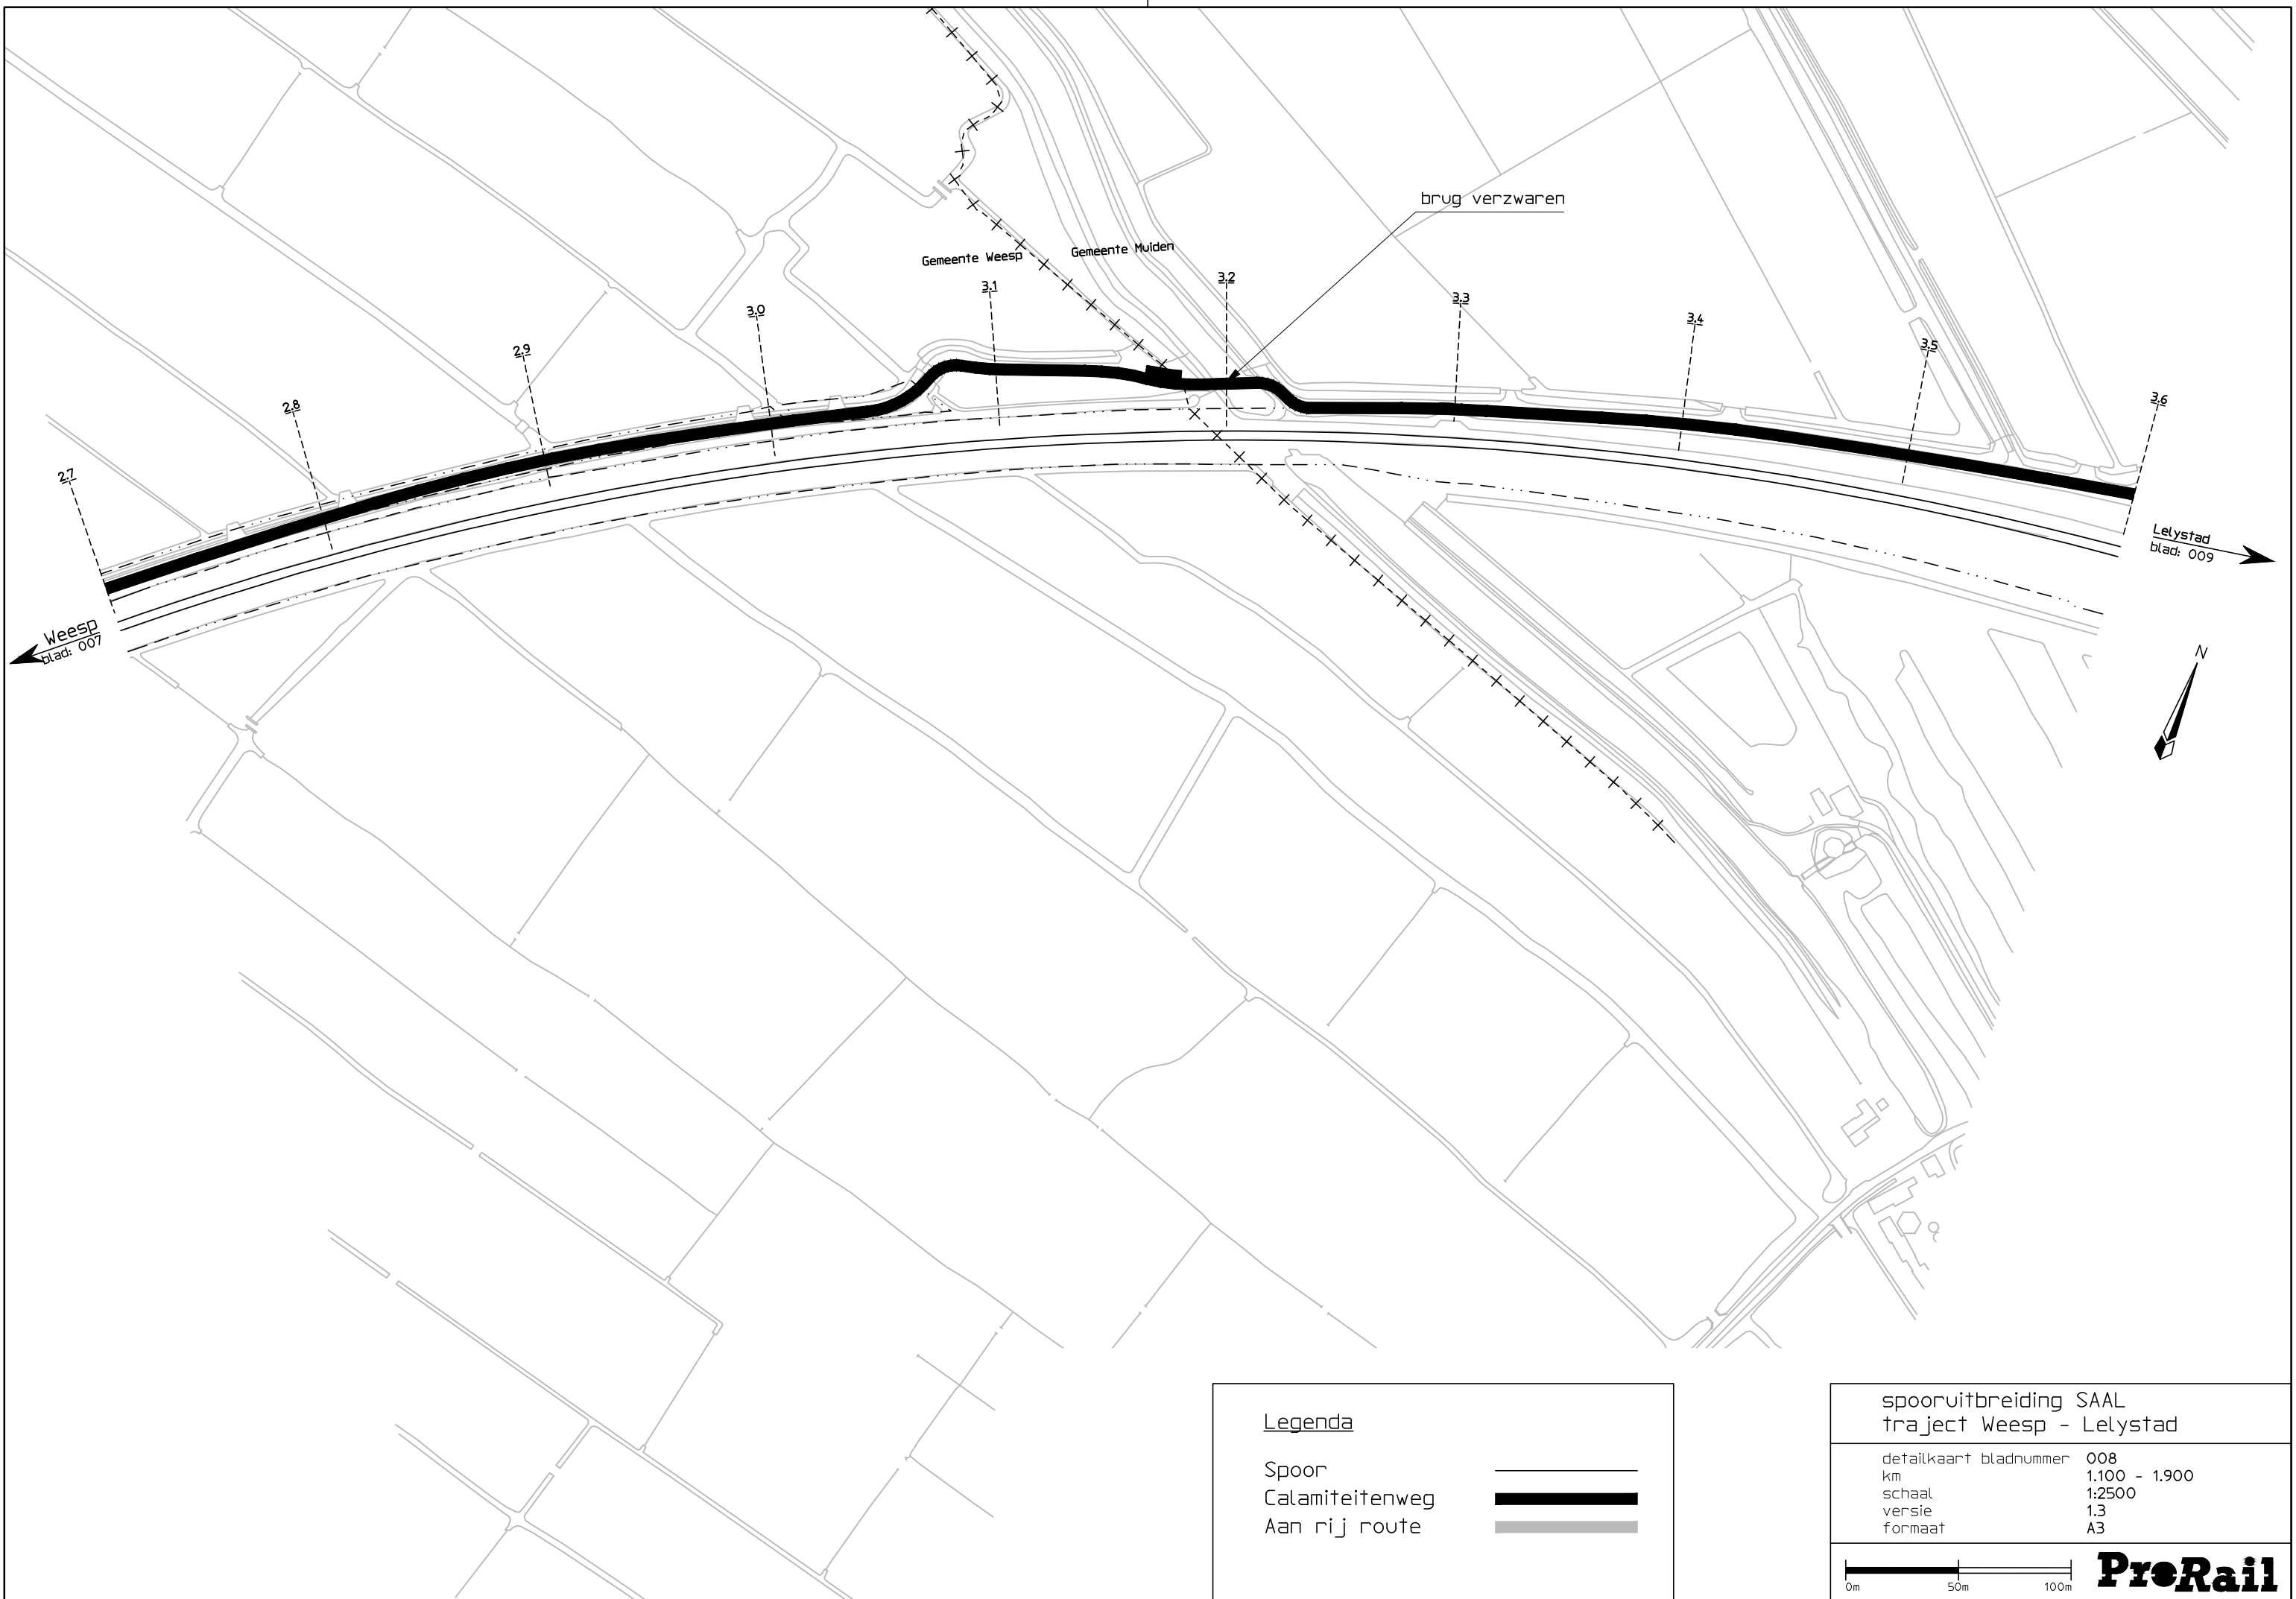 brug verzwaren
Gemeente Weesp
Gemeente Muiden
2.7
2.8
2.9
3.0
3.1
3.2
3.3
3.4
3.5
3.6
Weesp
blad: 007
Lelystad
blad: 009
N
Legenda
Spoor
Calamiteitenweg
Aan rij route
spooruitbreiding SAAL
traject Weesp - Lelystad
detailkaart bladnummer 008
km 1.100 - 1.900
schaal 1:2500
versie 1.3
formaat A3
0m 50m 100m
ProRail